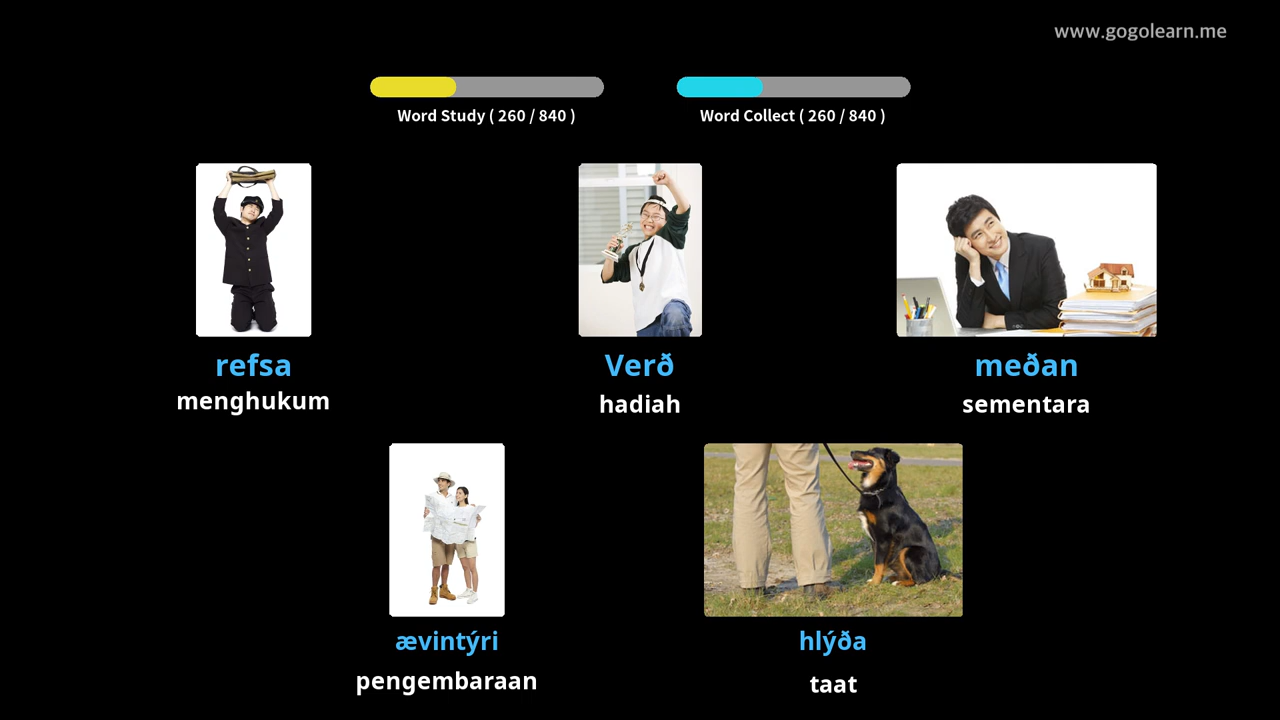 www.gogolearn.me
Word Study ( 260 / 840 )
Word Collect ( 260 / 840 )
refsa
menghukum
Verð
hadiah
meðan
sementara
ævintýri
pengembaraan
hlýða
taat